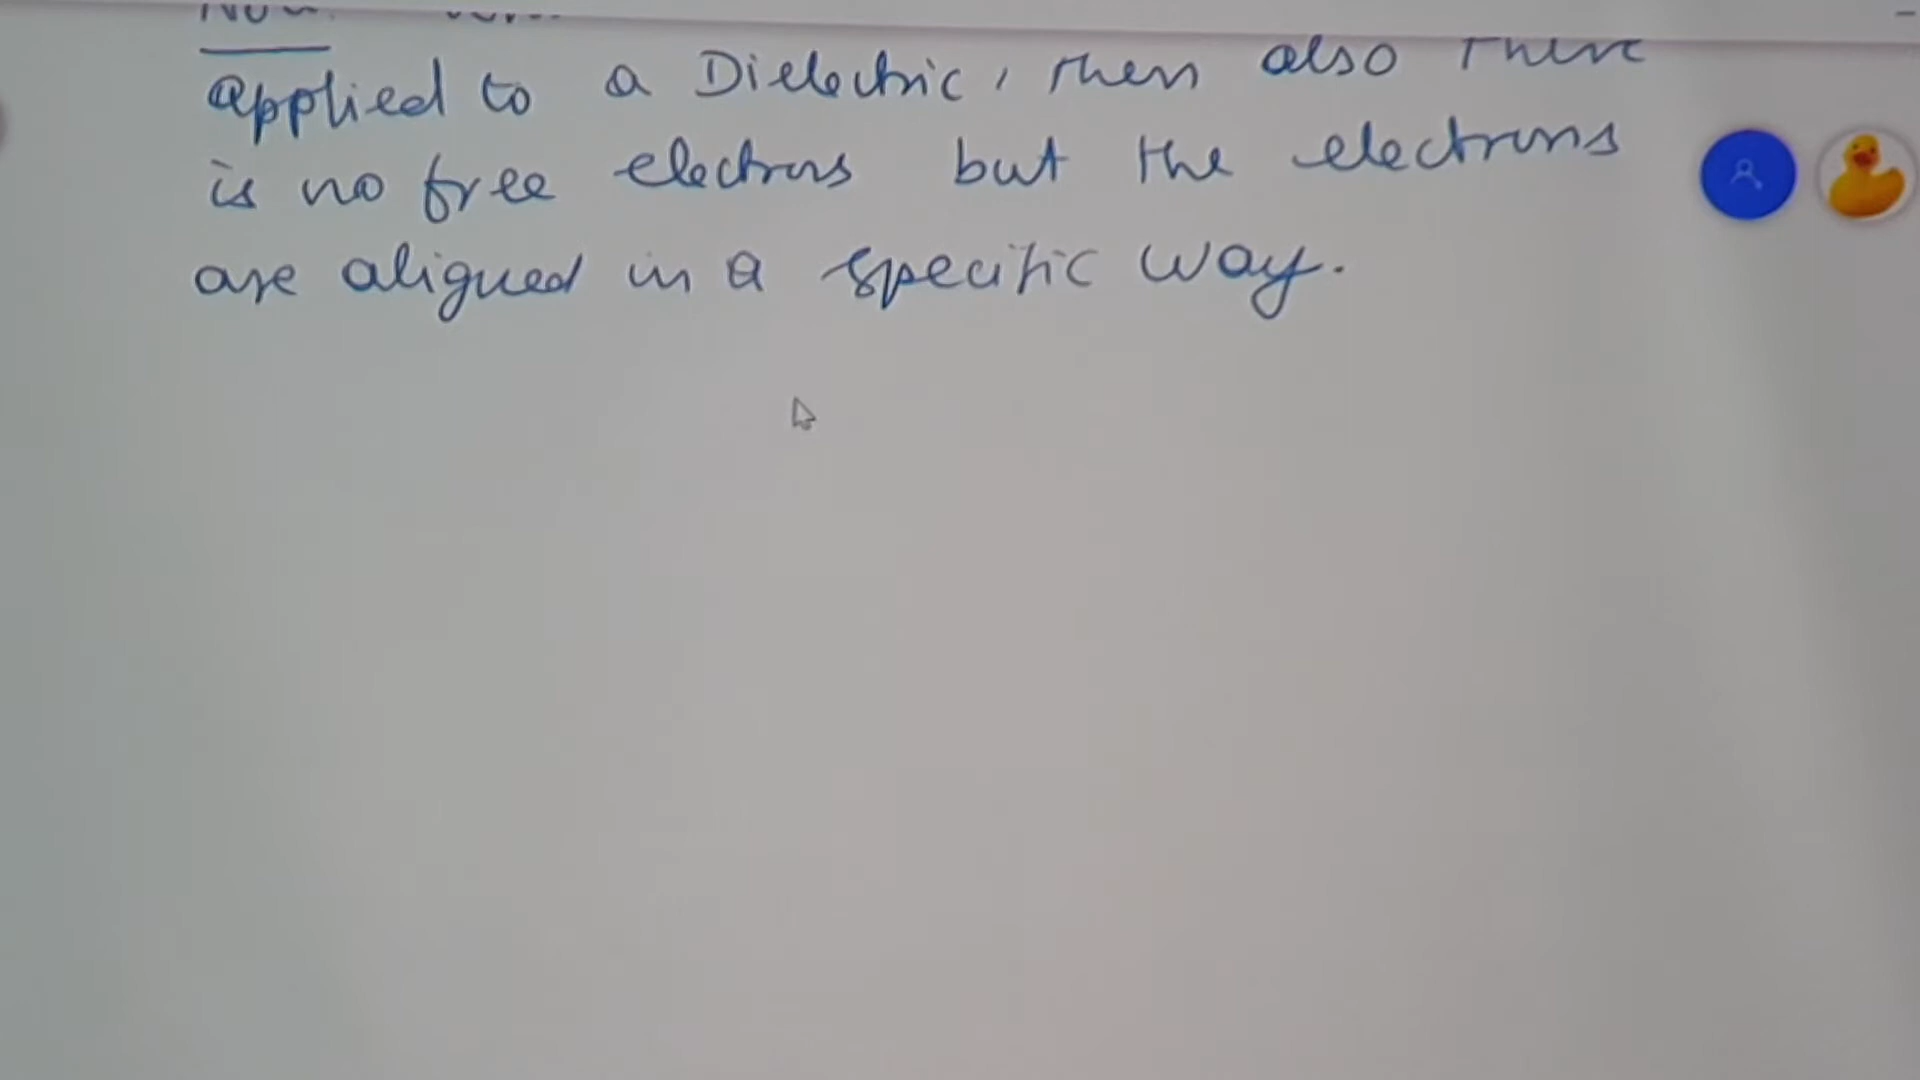 applied to a Dielectric, then also there
is no free electrons but the electrons
are aligned in a specific way.